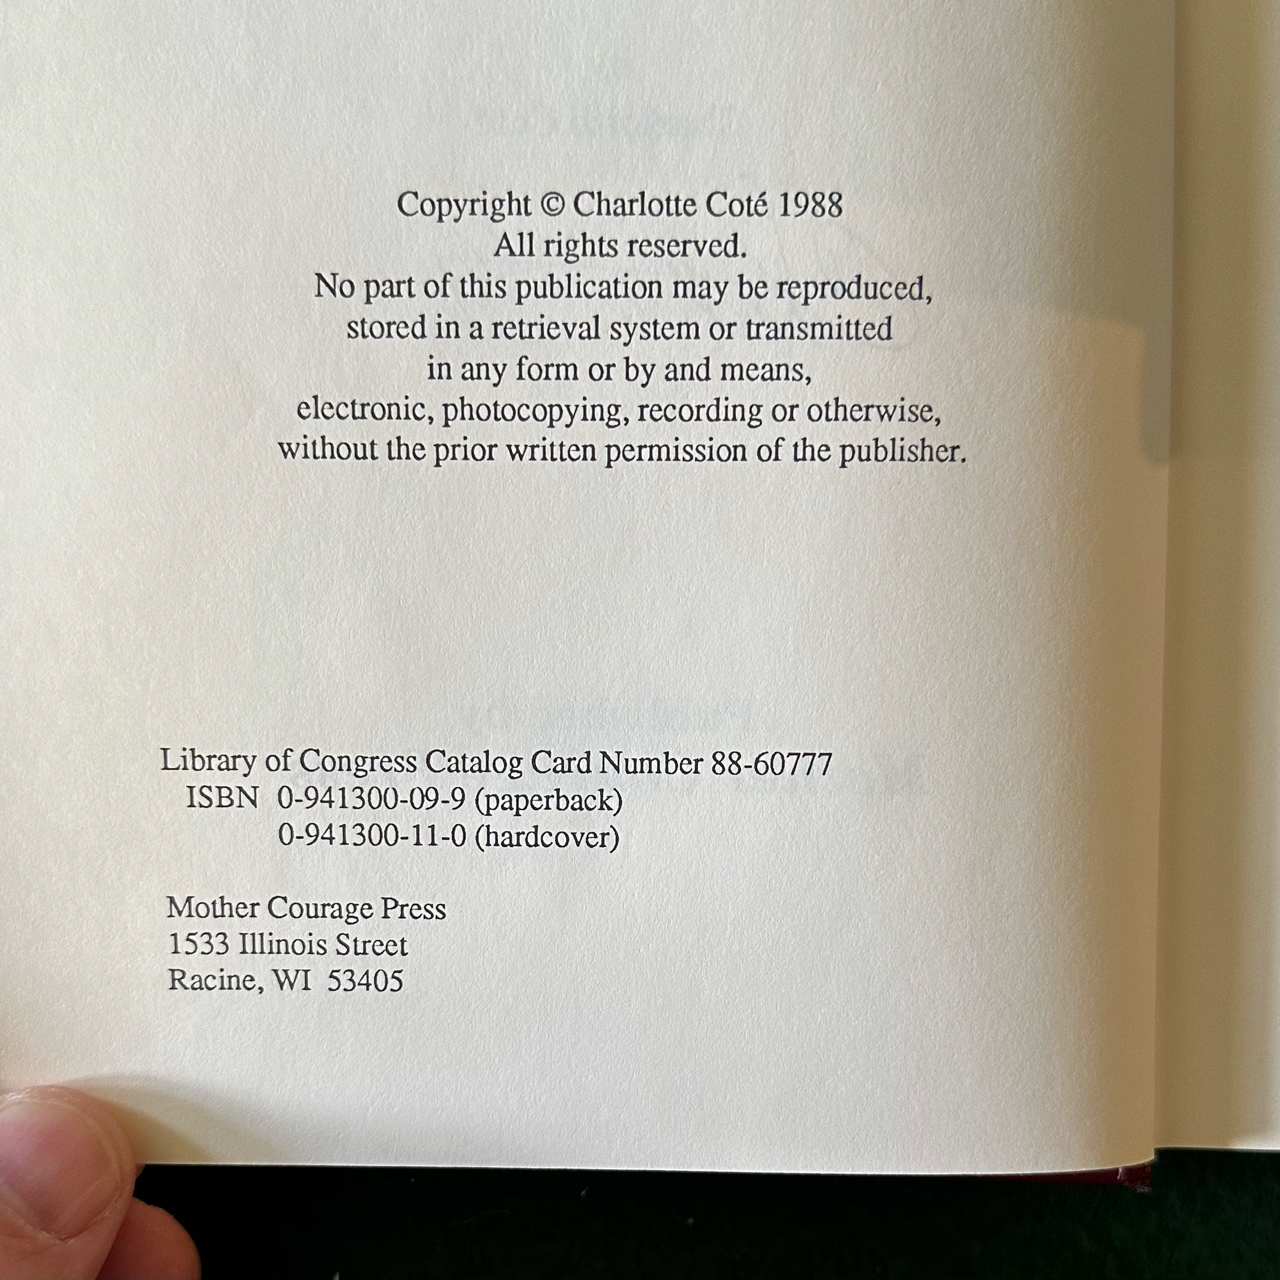 Copyright © Charlotte Coté 1988
All rights reserved.
No part of this publication may be reproduced,
stored in a retrieval system or transmitted
in any form or by and means,
electronic, photocopying, recording or otherwise,
without the prior written permission of the publisher.
Library of Congress Catalog Card Number 88-60777
ISBN 0-941300-09-9 (paperback)
0-941300-11-0 (hardcover)
Mother Courage Press
1533 Illinois Street
Racine, WI 53405